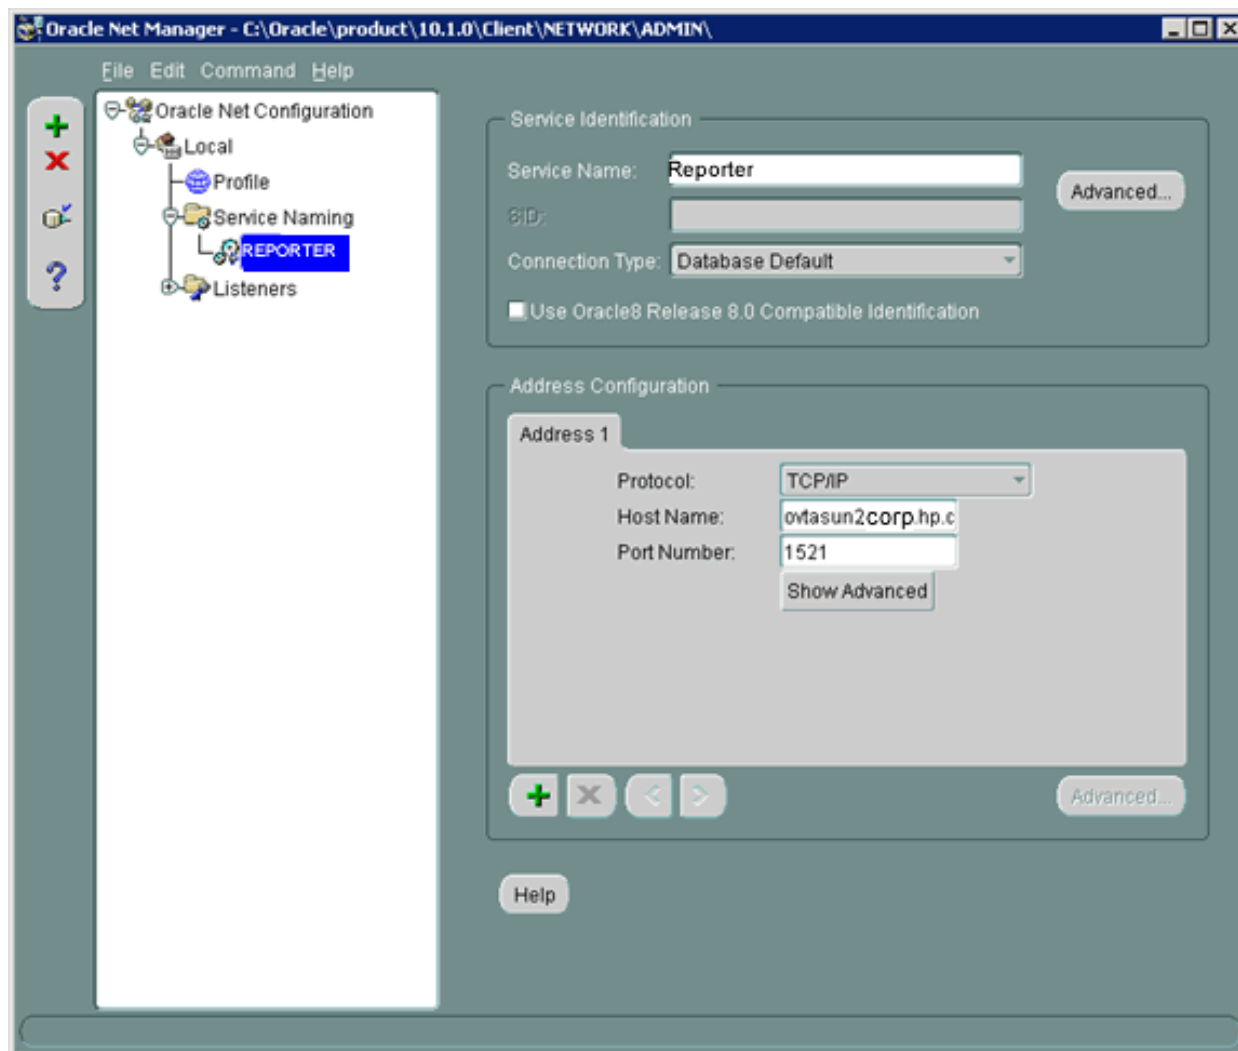 Oracle Net Manager - C:\Oracle\product\10.1.0\Client\NETWORK\ADMIN\
File Edit Command Help
Oracle Net Configuration
Local
Profile
Service Naming
REPORTER
Listeners
Service Identification
Service Name: Reporter
Advanced...
SID:
Connection Type: Database Default
Use Oracle8 Release 8.0 Compatible Identification
Address Configuration
Address 1
Protocol: TCP/IP
Host Name: ovtasun2corp.hp.c
Port Number: 1521
Show Advanced
Advanced...
Help